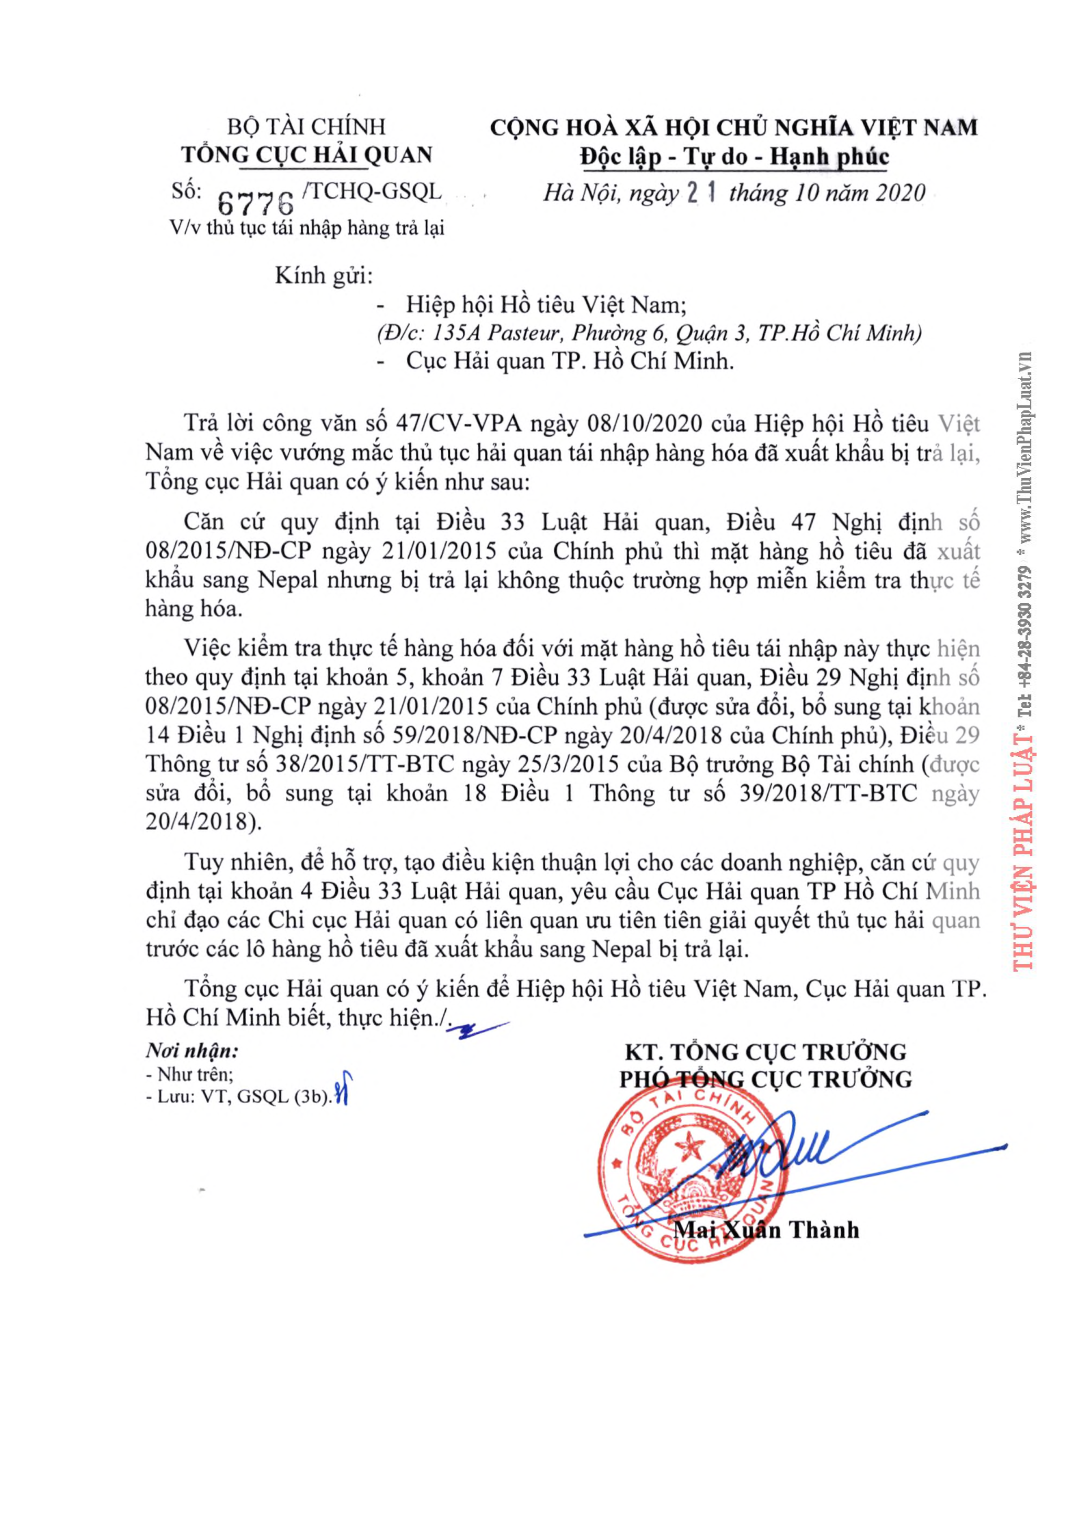 BỘ TÀI CHÍNH
TỔNG CỤC HẢI QUAN
Số: 6776 /TCHQ-GSQL
V/v thủ tục tái nhập hàng trả lại
CỘNG HOÀ XÃ HỘI CHỦ NGHĨA VIỆT NAM
Độc lập - Tự do - Hạnh phúc
Hà Nội, ngày 21 tháng 10 năm 2020
Kính gửi:
- Hiệp hội Hồ tiêu Việt Nam;
(Đ/c: 135A Pasteur, Phường 6, Quận 3, TP.Hồ Chí Minh)
- Cục Hải quan TP. Hồ Chí Minh.
Trả lời công văn số 47/CV-VPA ngày 08/10/2020 của Hiệp hội Hồ tiêu Việt
Nam về việc vướng mắc thủ tục hải quan tái nhập hàng hóa đã xuất khẩu bị trả lại,
Tổng cục Hải quan có ý kiến như sau:
Căn cứ quy định tại Điều 33 Luật Hải quan, Điều 47 Nghị định số
08/2015/NĐ-CP ngày 21/01/2015 của Chính phủ thì mặt hàng hồ tiêu đã xuất
khẩu sang Nepal nhưng bị trả lại không thuộc trường hợp miễn kiểm tra thực tế
hàng hóa.
Việc kiểm tra thực tế hàng hóa đối với mặt hàng hồ tiêu tái nhập này thực hiện
theo quy định tại khoản 5, khoản 7 Điều 33 Luật Hải quan, Điều 29 Nghị định số
08/2015/NĐ-CP ngày 21/01/2015 của Chính phủ (được sửa đổi, bổ sung tại khoản
14 Điều 1 Nghị định số 59/2018/NĐ-CP ngày 20/4/2018 của Chính phủ), Điều 29
Thông tư số 38/2015/TT-BTC ngày 25/3/2015 của Bộ trưởng Bộ Tài chính (được
sửa đổi, bổ sung tại khoản 18 Điều 1 Thông tư số 39/2018/TT-BTC ngày
20/4/2018).
Tuy nhiên, để hỗ trợ, tạo điều kiện thuận lợi cho các doanh nghiệp, căn cứ quy
định tại khoản 4 Điều 33 Luật Hải quan, yêu cầu Cục Hải quan TP Hồ Chí Minh
chỉ đạo các Chi cục Hải quan có liên quan ưu tiên tiên giải quyết thủ tục hải quan
trước các lô hàng hồ tiêu đã xuất khẩu sang Nepal bị trả lại.
Tổng cục Hải quan có ý kiến để Hiệp hội Hồ tiêu Việt Nam, Cục Hải quan TP.
Hồ Chí Minh biết, thực hiện./.
Nơi nhận:
- Như trên;
- Lưu: VT, GSQL (3b).
KT. TỔNG CỤC TRƯỞNG
PHÓ TỔNG CỤC TRƯỞNG
BỘ TÀI CHÍNH
TỔNG CỤC HẢI QUAN
Mai Xuân Thành
THƯ VIỆN PHÁP LUẬT * Tel: +84-28-3930 3279 * www.ThuVienPhapLuat.vn